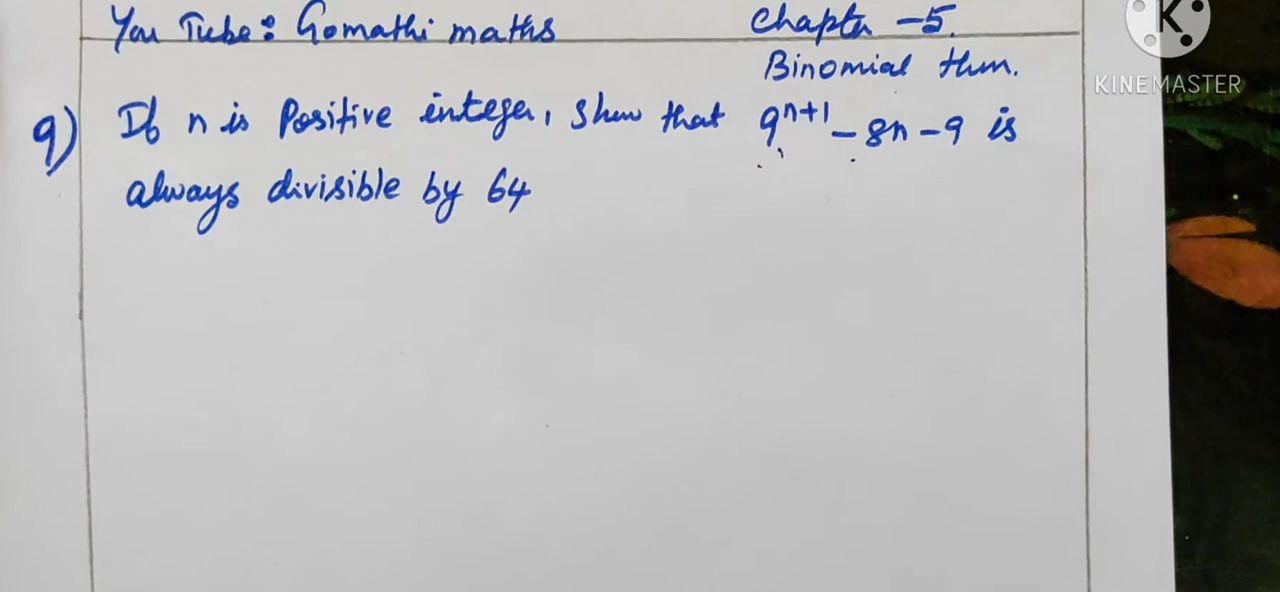 You Tube: Gomathi maths
Chapter -5.
Binomial thm.
K
KINEMASTER
9) If n is Positive integer, show that 9ⁿ⁺¹ - 8n - 9 is
always divisible by 64